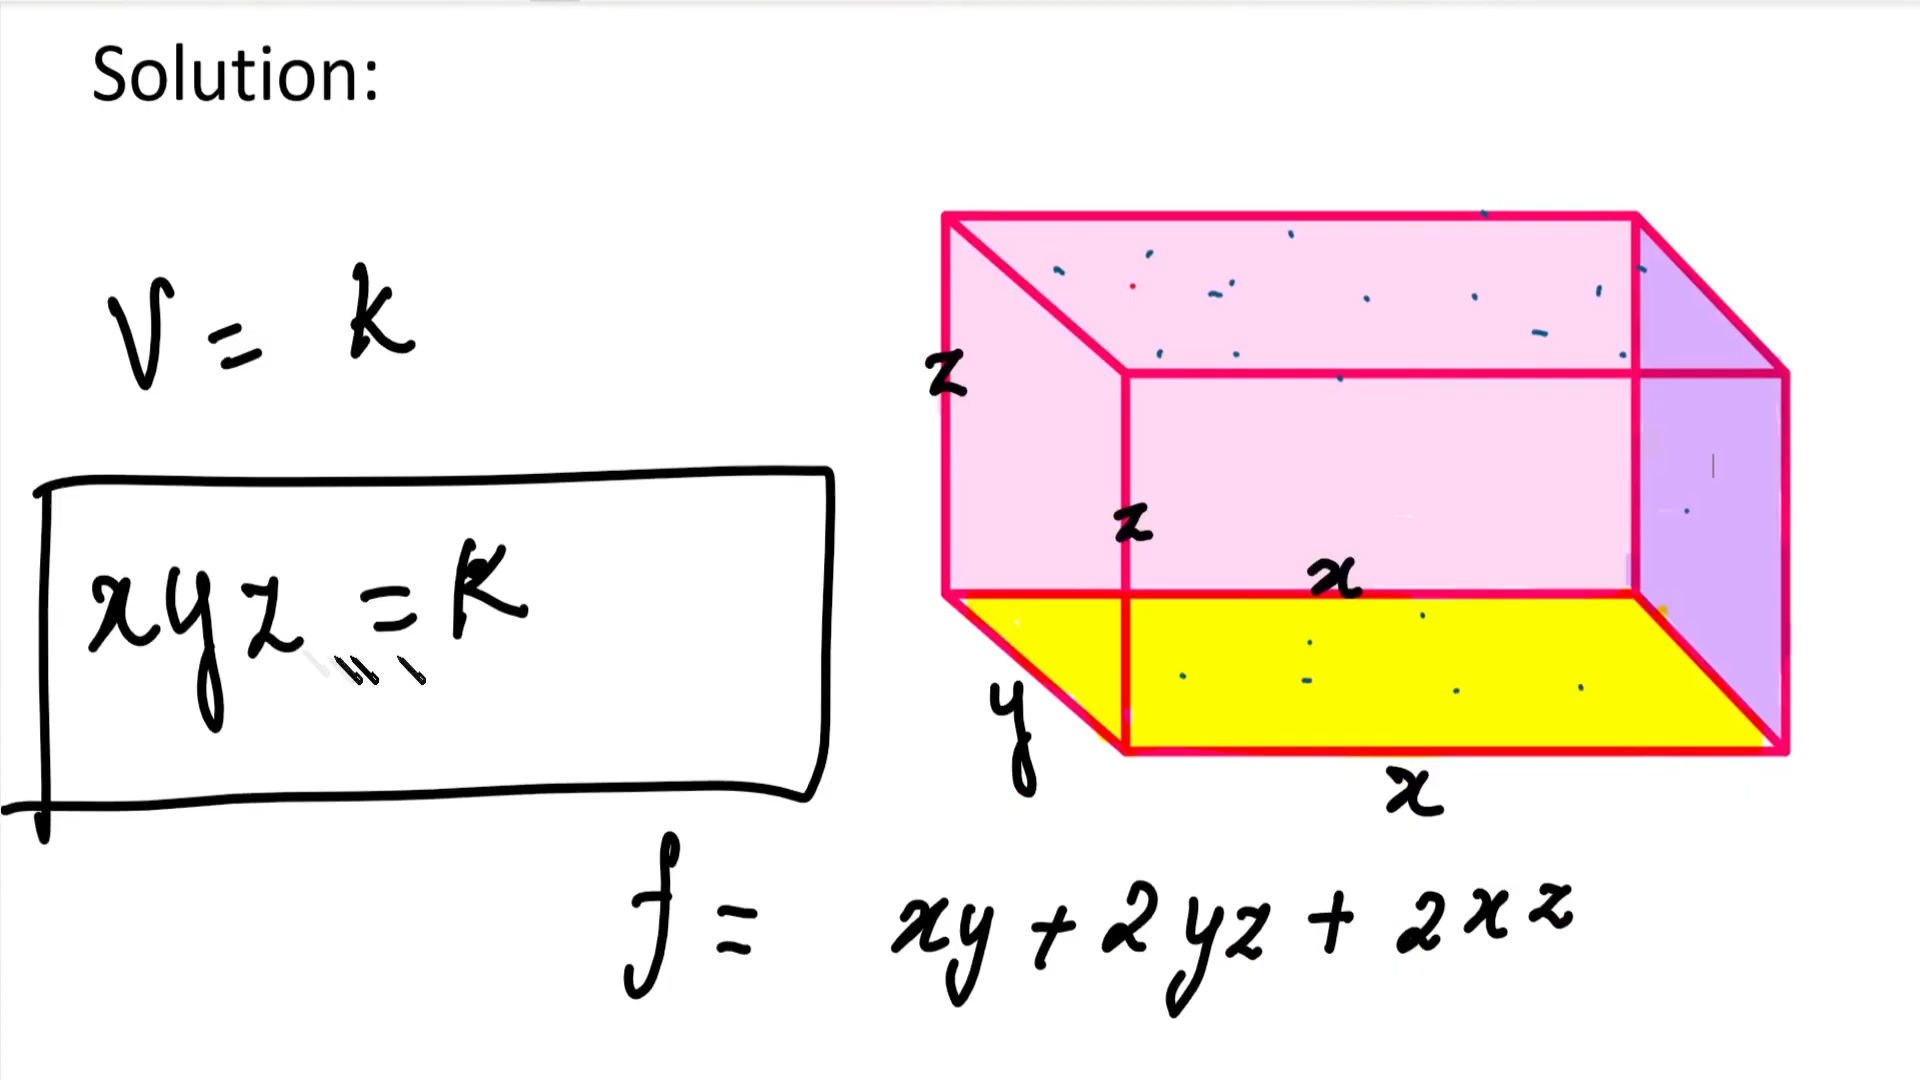 Solution:
V = K
xyz = K
z
z
x
y
x
f = xy + 2yz + 2xz